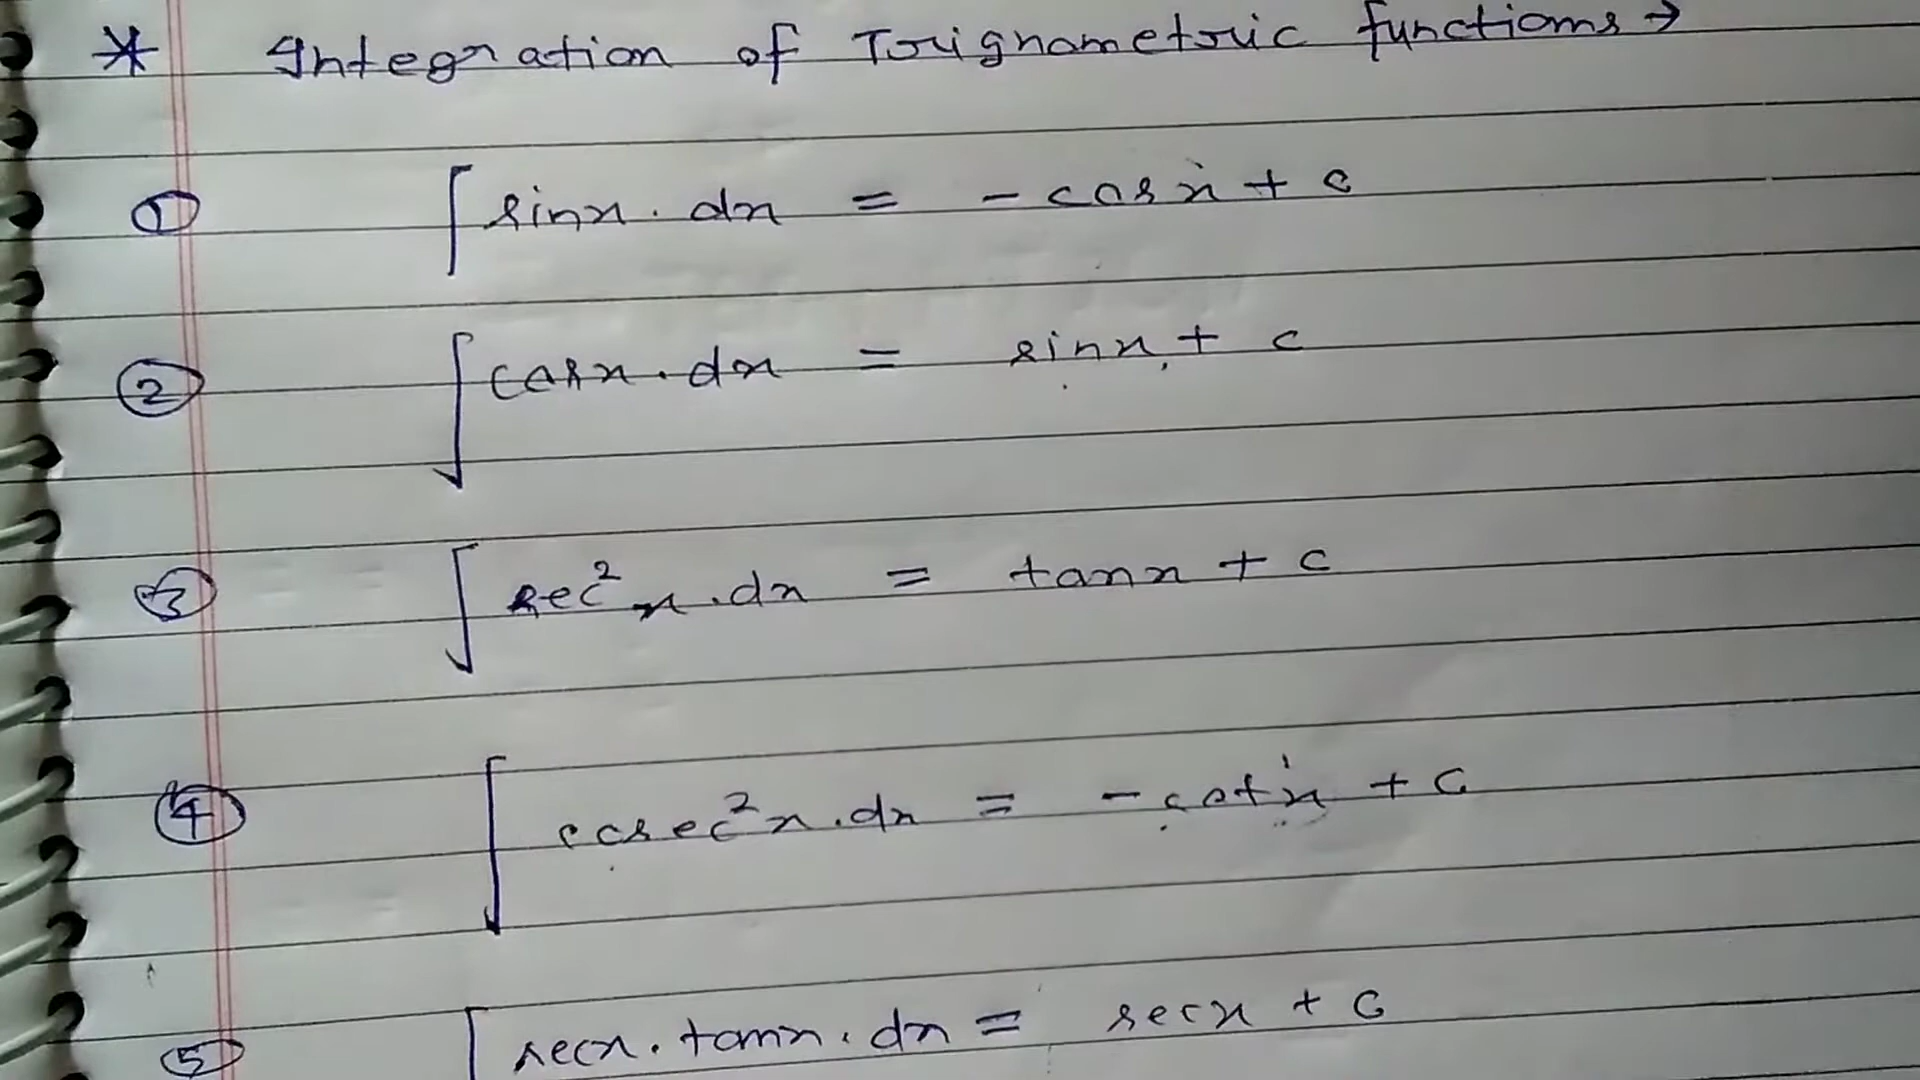 * Integration of Trignometric functions →
① ∫ sinx . dx = - cosx + c
② ∫ cosx . dx = sinx + c
③ ∫ sec²x . dx = tanx + c
④ ∫ cosec²x . dx = - cotx + c
⑤ ∫ secx . tanx . dx = secx + c